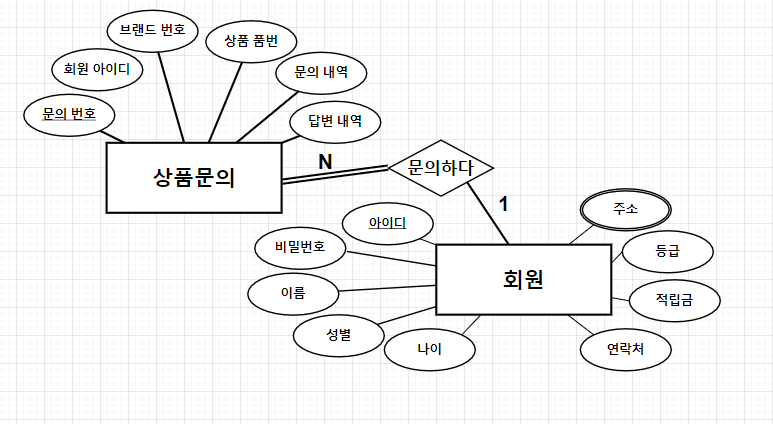 브랜드 번호
상품 품번
회원 아이디
문의 내역
문의 번호
답변 내역
상품문의
N
문의하다
1
주소
아이디
비밀번호
등급
회원
이름
적립금
성별
나이
연락처